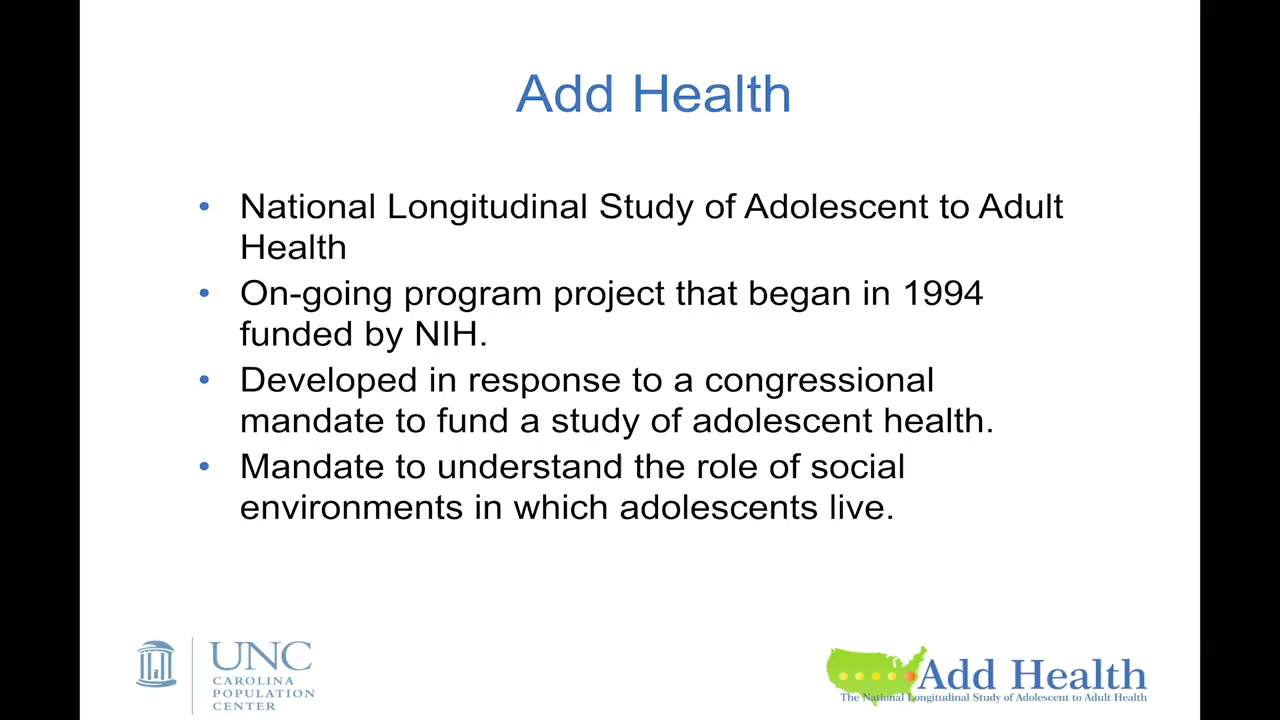 Add Health
• National Longitudinal Study of Adolescent to Adult
Health
• On-going program project that began in 1994
funded by NIH.
• Developed in response to a congressional
mandate to fund a study of adolescent health.
• Mandate to understand the role of social
environments in which adolescents live.
UNC
CAROLINA
POPULATION
CENTER
Add Health
The National Longitudinal Study of Adolescent to Adult Health